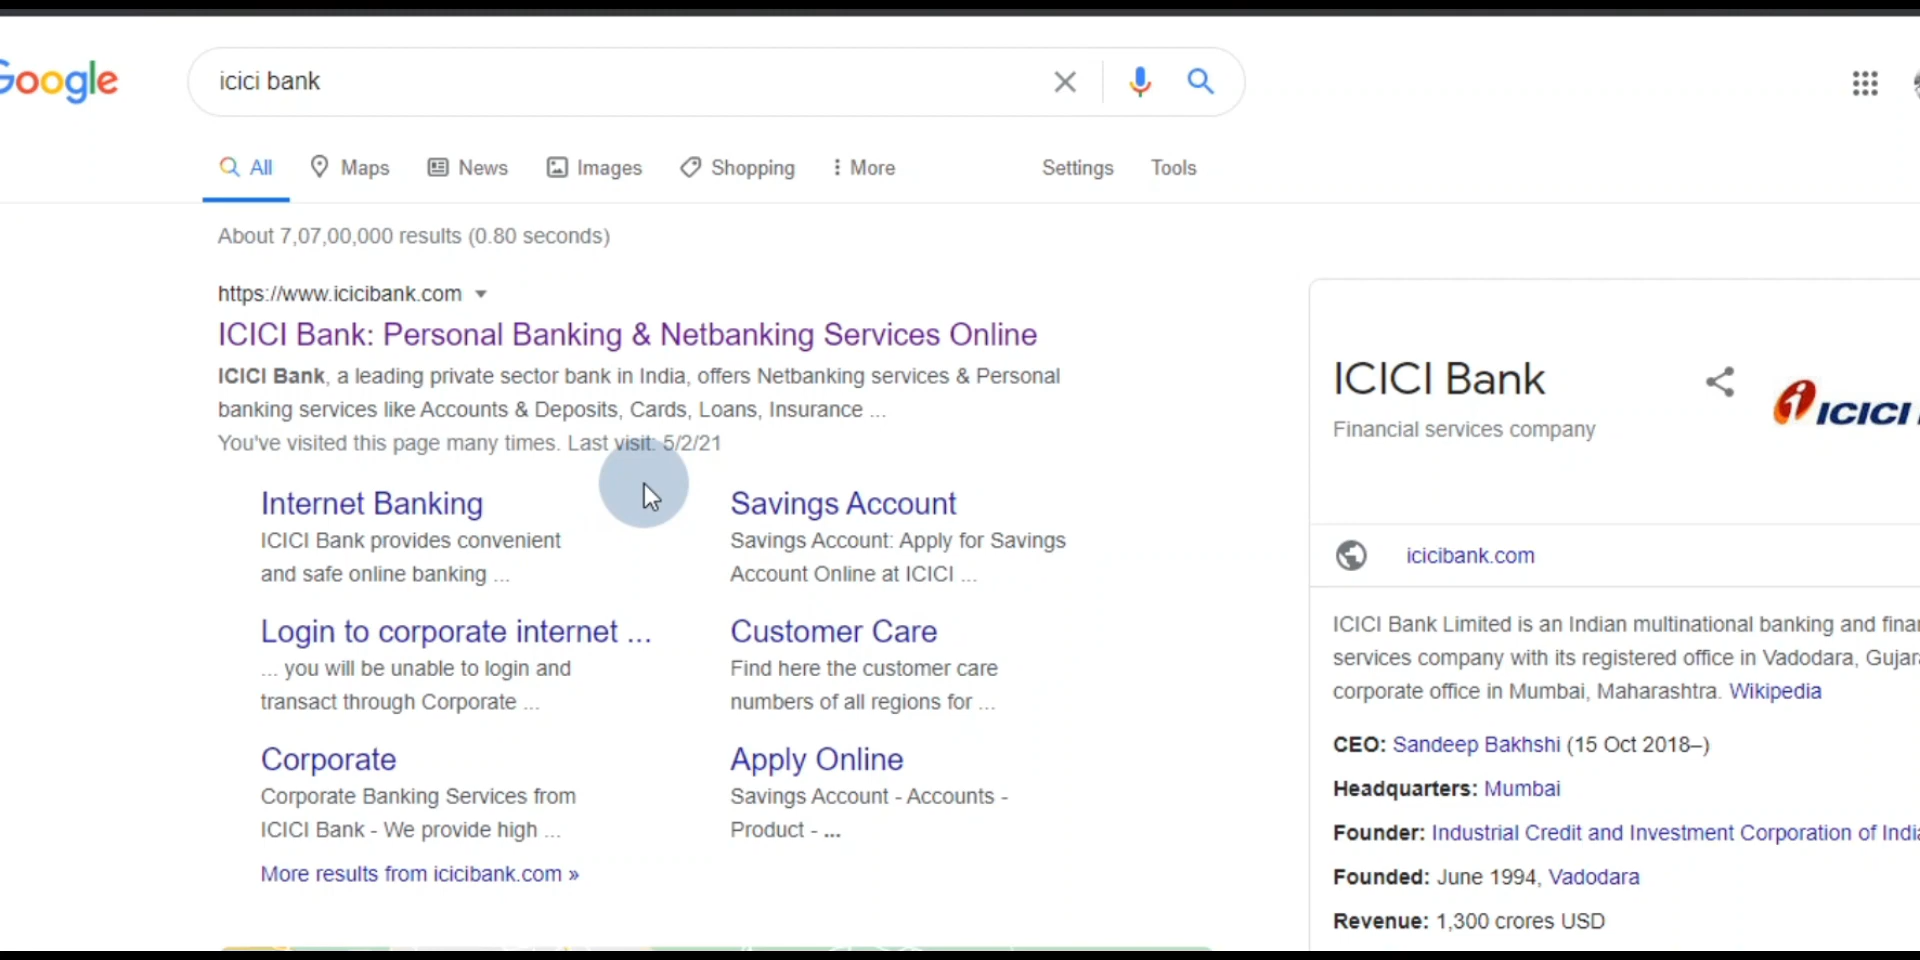 Google
icici bank
All
Maps
News
Images
Shopping
More
Settings
Tools
About 7,07,00,000 results (0.80 seconds)
https://www.icicibank.com
ICICI Bank: Personal Banking & Netbanking Services Online
ICICI Bank, a leading private sector bank in India, offers Netbanking services & Personal
banking services like Accounts & Deposits, Cards, Loans, Insurance ...
You've visited this page many times. Last visit: 5/2/21
Internet Banking
ICICI Bank provides convenient
and safe online banking ...
Savings Account
Savings Account: Apply for Savings
Account Online at ICICI ...
Login to corporate internet ...
... you will be unable to login and
transact through Corporate ...
Customer Care
Find here the customer care
numbers of all regions for ...
Corporate
Corporate Banking Services from
ICICI Bank - We provide high ...
Apply Online
Savings Account - Accounts -
Product - ...
More results from icicibank.com »
ICICI Bank
Financial services company
ICICI
icicibank.com
ICICI Bank Limited is an Indian multinational banking and
services company with its registered office in Vadodara,
corporate office in Mumbai, Maharashtra. Wikipedia
CEO: Sandeep Bakhshi (15 Oct 2018–)
Headquarters: Mumbai
Founder: Industrial Credit and Investment Corporation of
Founded: June 1994, Vadodara
Revenue: 1,300 crores USD